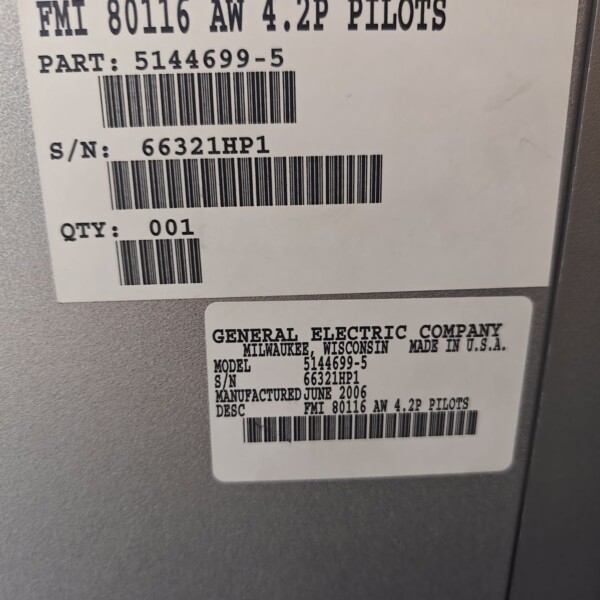 FMI 80116 AW 4.2P PILOTS
PART: 5144699-5
S/N: 66321HP1
QTY: 001
GENERAL ELECTRIC COMPANY
MILWAUKEE, WISCONSIN MADE IN U.S.A.
MODEL 5144699-5
S/N 66321HP1
MANUFACTURED JUNE 2006
DESC FMI 80116 AW 4.2P PILOTS